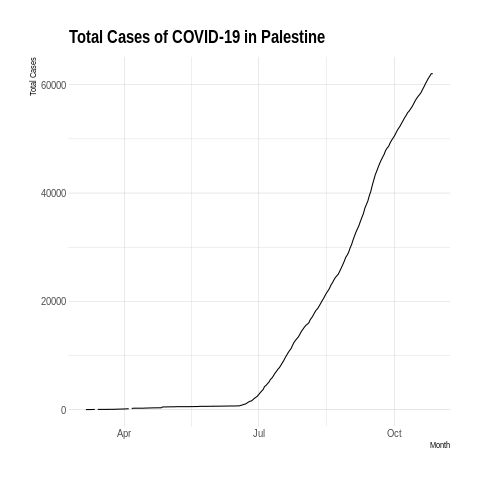 Total Cases of COVID-19 in Palestine
Total Cases
60000
40000
20000
0
Apr Jul Oct
Month